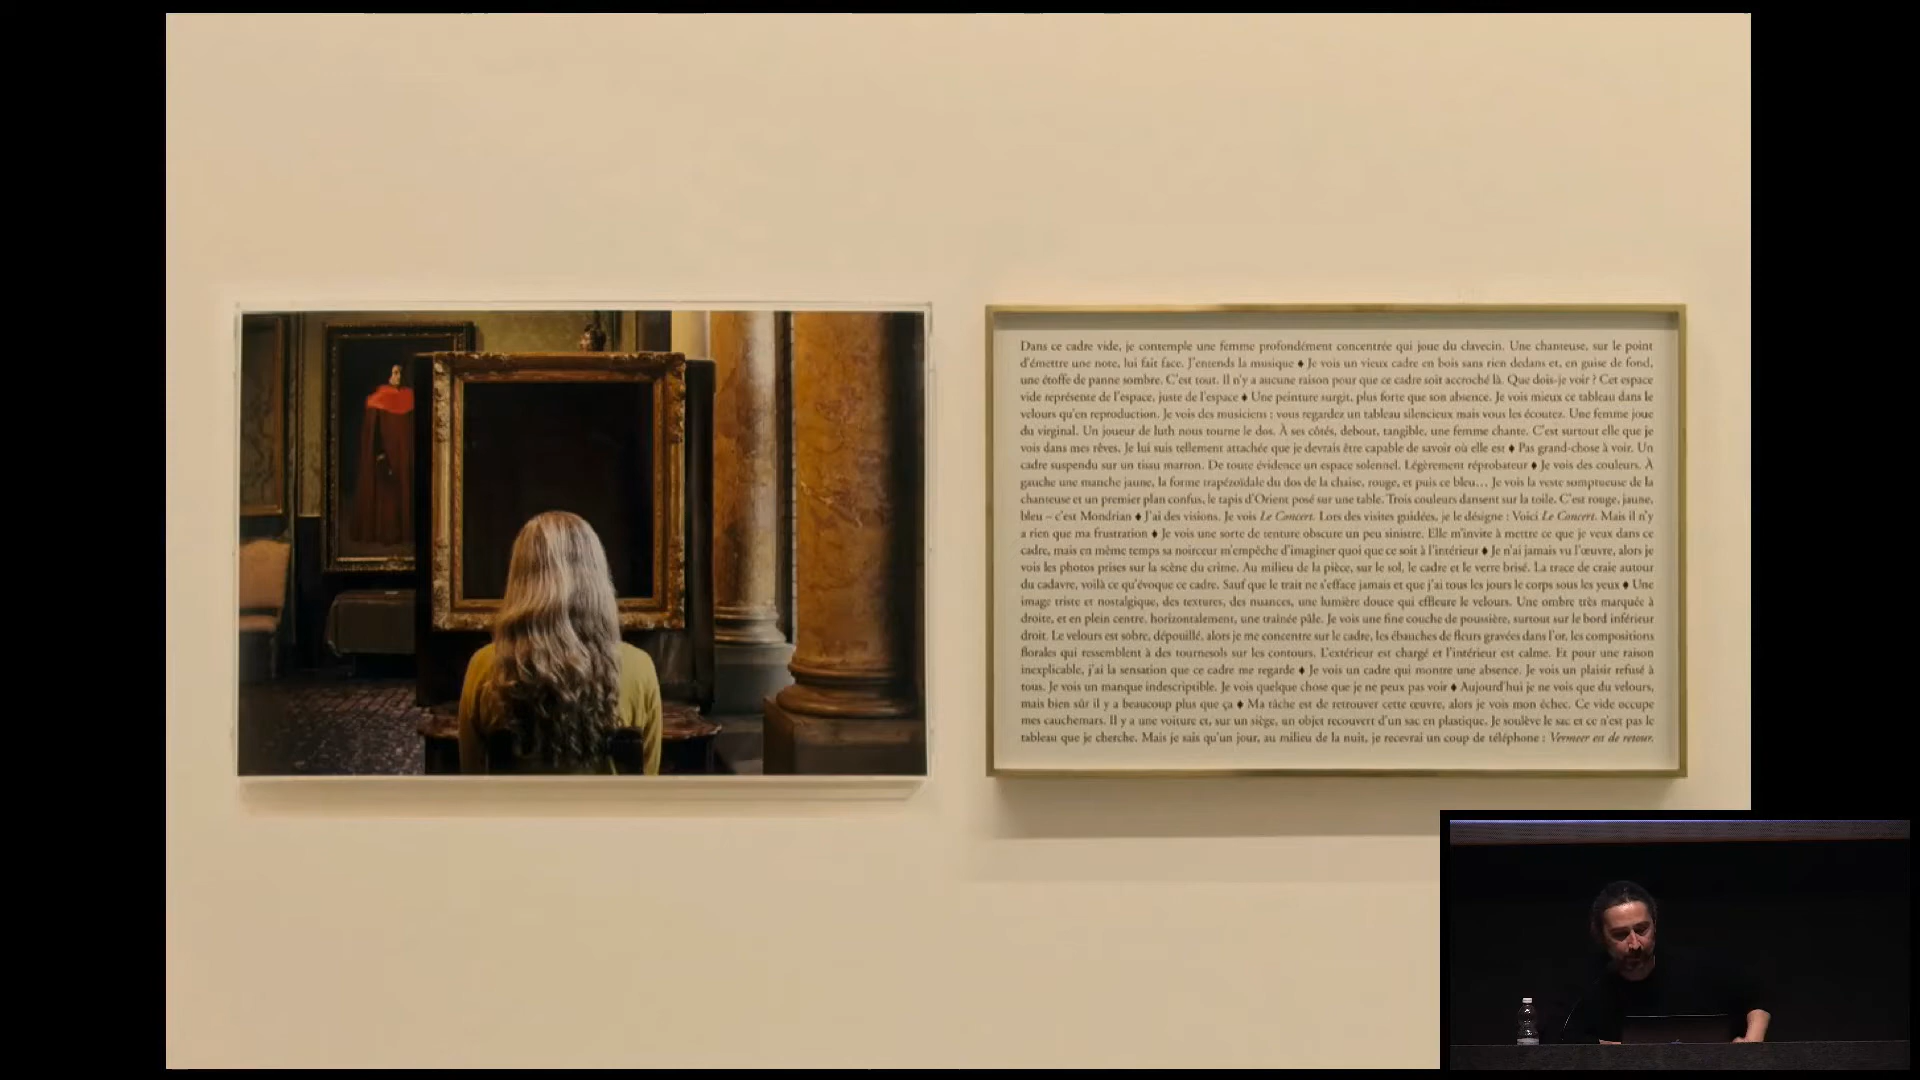 Dans ce cadre vide, je contemple une femme profondément concentrée qui joue du clavecin. Une chanteuse, sur le point
d'émettre une note, lui fait face. J'entends la musique ♦ Je vois un vieux cadre en bois sans rien dedans et, en guise de fond,
une étoffe de panne sombre. C'est tout. Il n'y a aucune raison pour que ce cadre soit accroché là. Que dois-je voir ? Cet espace
vide représente de l'espace, juste de l'espace ♦ Une peinture surgit, plus forte que son absence. Je vois mieux ce tableau dans le
velours qu'en reproduction. Je vois des musiciens : vous regardez un tableau silencieux mais vous les écoutez. Une femme joue
du virginal. Un joueur de luth nous tourne le dos. À ses côtés, debout, tangible, une femme chante. C'est surtout elle que je
vois dans mes rêves. Je lui suis tellement attachée que je devrais être capable de savoir où elle est ♦ Pas grand-chose à voir. Un
cadre suspendu sur un tissu marron. De toute évidence un espace solennel. Légèrement réprobateur ♦ Je vois des couleurs. À
gauche une manche jaune, la forme trapézoïdale du dos de la chaise, rouge, et puis ce bleu... Je vois la veste somptueuse de la
chanteuse et un premier plan confus, le tapis d'Orient posé sur une table. Trois couleurs dansent sur la toile. C'est rouge, jaune,
bleu – c'est Mondrian ♦ J'ai des visions. Je vois Le Concert. Lors des visites guidées, je le désigne : Voici Le Concert. Mais il n'y
a rien que ma frustration ♦ Je vois une sorte de tenture obscure un peu sinistre. Elle m'invite à mettre ce que je veux dans ce
cadre, mais en même temps sa noirceur m'empêche d'imaginer quoi que ce soit à l'intérieur ♦ Je n'ai jamais vu l'œuvre, alors je
vois les photos prises sur la scène du crime. Au milieu de la pièce, sur le sol, le cadre et le verre brisé. La trace de craie autour
du cadavre, voilà ce qu'évoque ce cadre. Sauf que le trait ne s'efface jamais et que j'ai tous les jours le corps sous les yeux ♦ Une
image triste et nostalgique, des textures, des nuances, une lumière douce qui effleure le velours. Une ombre très marquée à
droite, et en plein centre, horizontalement, une traînée pâle. Je vois une fine couche de poussière, surtout sur le bord inférieur
droit. Le velours est sobre, dépouillé, alors je me concentre sur le cadre, les ébauches de fleurs gravées dans l'or, les compositions
florales qui ressemblent à des tournesols sur les contours. L'extérieur est chargé et l'intérieur est calme. Et pour une raison
inexplicable, j'ai la sensation que ce cadre me regarde ♦ Je vois un cadre qui montre une absence. Je vois un plaisir refusé à
tous. Je vois un manque indescriptible. Je vois quelque chose que je ne peux pas voir ♦ Aujourd'hui je ne vois que du velours,
mais bien sûr il y a beaucoup plus que ça ♦ Ma tâche est de retrouver cette œuvre, alors je vois mon échec. Ce vide occupe
mes cauchemars. Il y a une voiture et, sur un siège, un objet recouvert d'un sac en plastique. Je soulève le sac et ce n'est pas le
tableau que je cherche. Mais je sais qu'un jour, au milieu de la nuit, je recevrai un coup de téléphone : Vermeer est de retour.